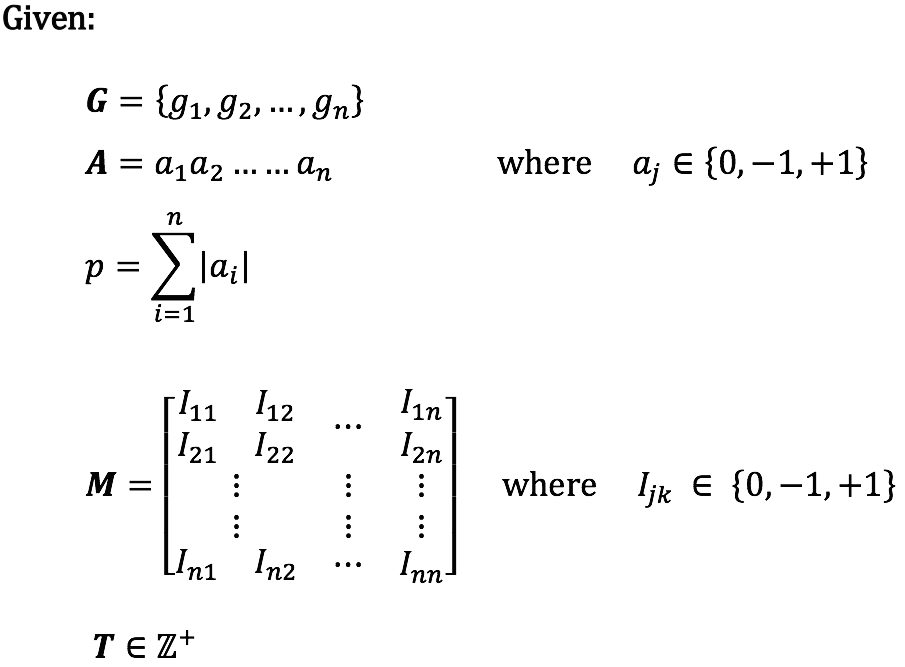 Given:
G = {g₁, g₂, …, gₙ}
A = a₁a₂ … … aₙ where aⱼ ∈ {0, −1, +1}
p = ∑ⁿᵢ₌₁ |aᵢ|
M = [ I₁₁ I₁₂ … I₁ₙ
I₂₁ I₂₂ I₂ₙ
⋮ ⋮ ⋮
⋮ ⋮ ⋮
Iₙ₁ Iₙ₂ … Iₙₙ ] where Iⱼₖ ∈ {0, −1, +1}
T ∈ ℤ⁺